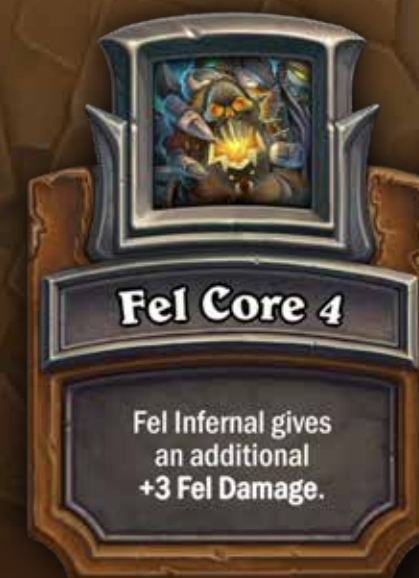 Fel Core 4
Fel Infernal gives
an additional
+3 Fel Damage.